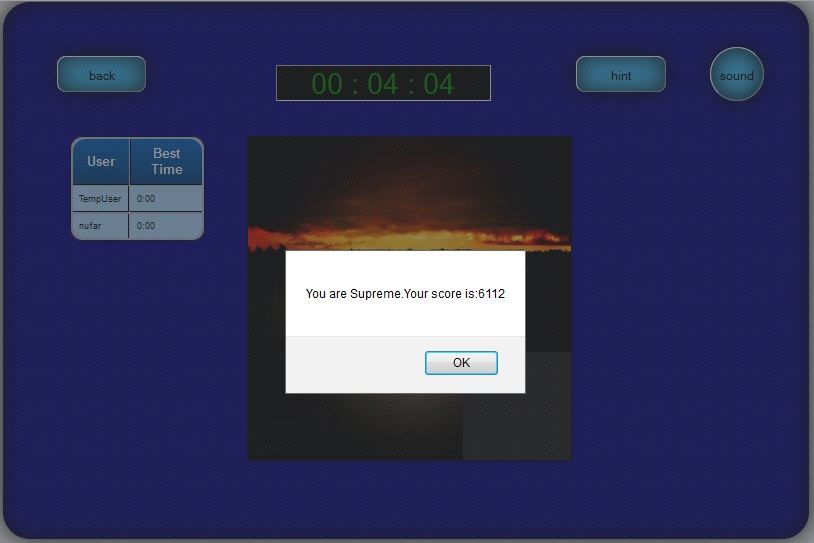 back
00 : 04 : 04
hint
sound
User
Best
Time
TempUser
0:00
nufar
0:00
You are Supreme.Your score is:6112
OK